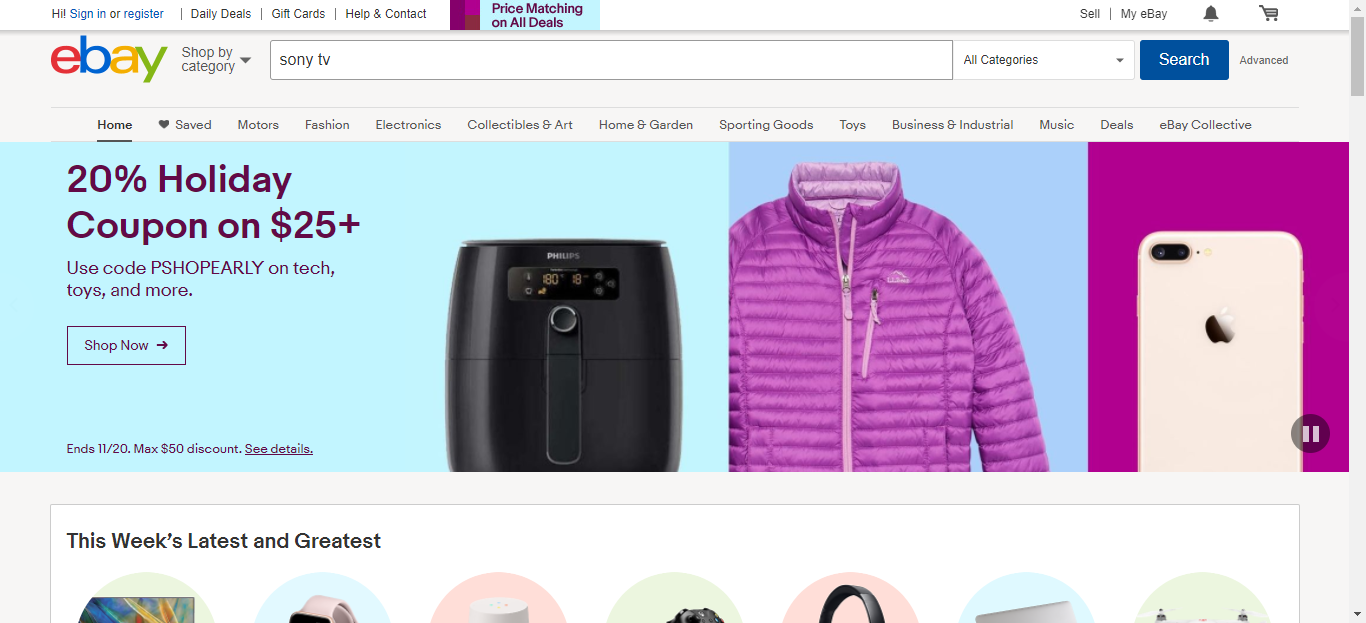 Hi! Sign in or register | Daily Deals | Gift Cards | Help & Contact
Price Matching
on All Deals
Sell | My eBay
ebay
Shop by
category
sony tv
All Categories
Search
Advanced
Home Saved Motors Fashion Electronics Collectibles & Art Home & Garden Sporting Goods Toys Business & Industrial Music Deals eBay Collective
20% Holiday
Coupon on $25+
Use code PSHOPEARLY on tech,
toys, and more.
Shop Now
Ends 11/20. Max $50 discount. See details.
PHILIPS
180 18
L.L.Bean
This Week's Latest and Greatest